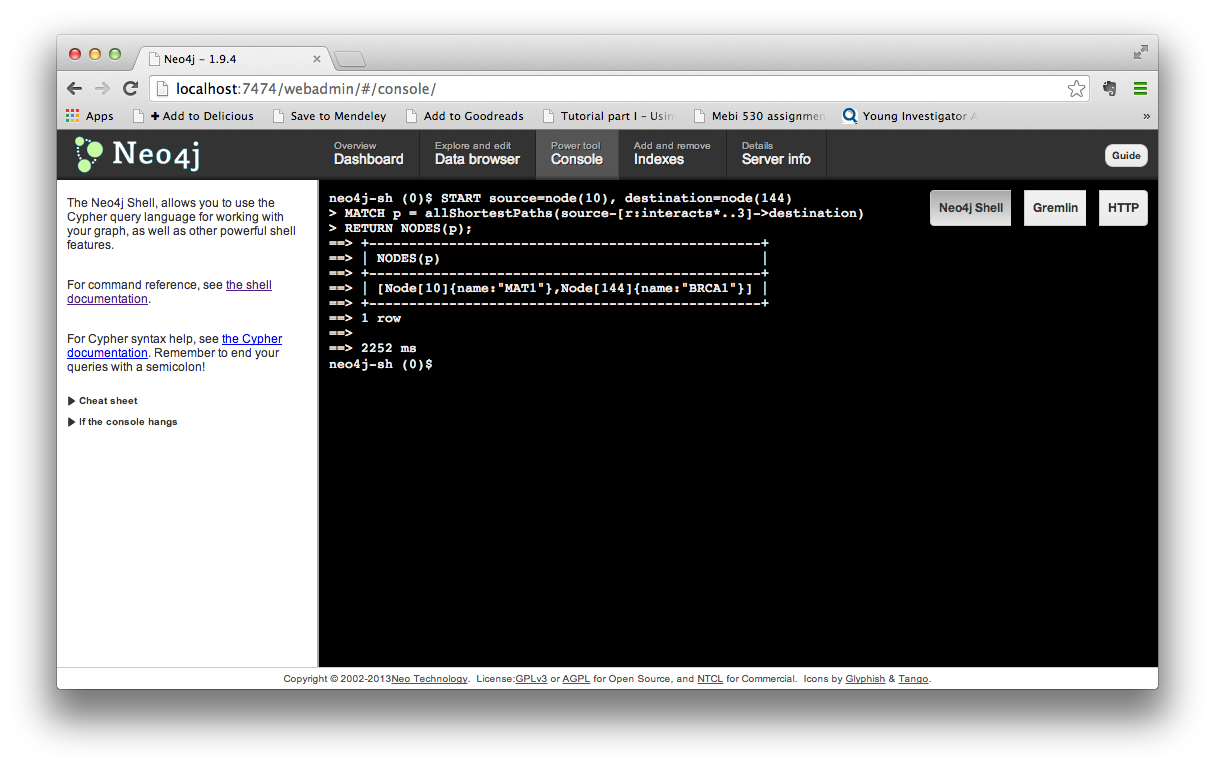 Neo4j – 1.9.4
localhost:7474/webadmin/#/console/
Apps
+ Add to Delicious
Save to Mendeley
Add to Goodreads
Tutorial part I – Usin
Mebi 530 assignmen
Young Investigator A
»
Neo4j
Overview
Dashboard
Explore and edit
Data browser
Power tool
Console
Add and remove
Indexes
Details
Server info
Guide
The Neo4j Shell, allows you to use the
Cypher query language for working with
your graph, as well as other powerful shell
features.
For command reference, see the shell
documentation.
For Cypher syntax help, see the Cypher
documentation. Remember to end your
queries with a semicolon!
Cheat sheet
If the console hangs
neo4j-sh (0)$ START source=node(10), destination=node(144)
> MATCH p = allShortestPaths(source-[r:interacts*..3]->destination)
> RETURN NODES(p);
==> +-------------------------------------------------+
==> | NODES(p)                                        |
==> +-------------------------------------------------+
==> | [Node[10]{name:"MAT1"},Node[144]{name:"BRCA1"}] |
==> +-------------------------------------------------+
==> 1 row
==>
==> 2252 ms
neo4j-sh (0)$
Neo4j Shell
Gremlin
HTTP
Copyright © 2002-2013Neo Technology. License:GPLv3 or AGPL for Open Source, and NTCL for Commercial. Icons by Glyphish & Tango.